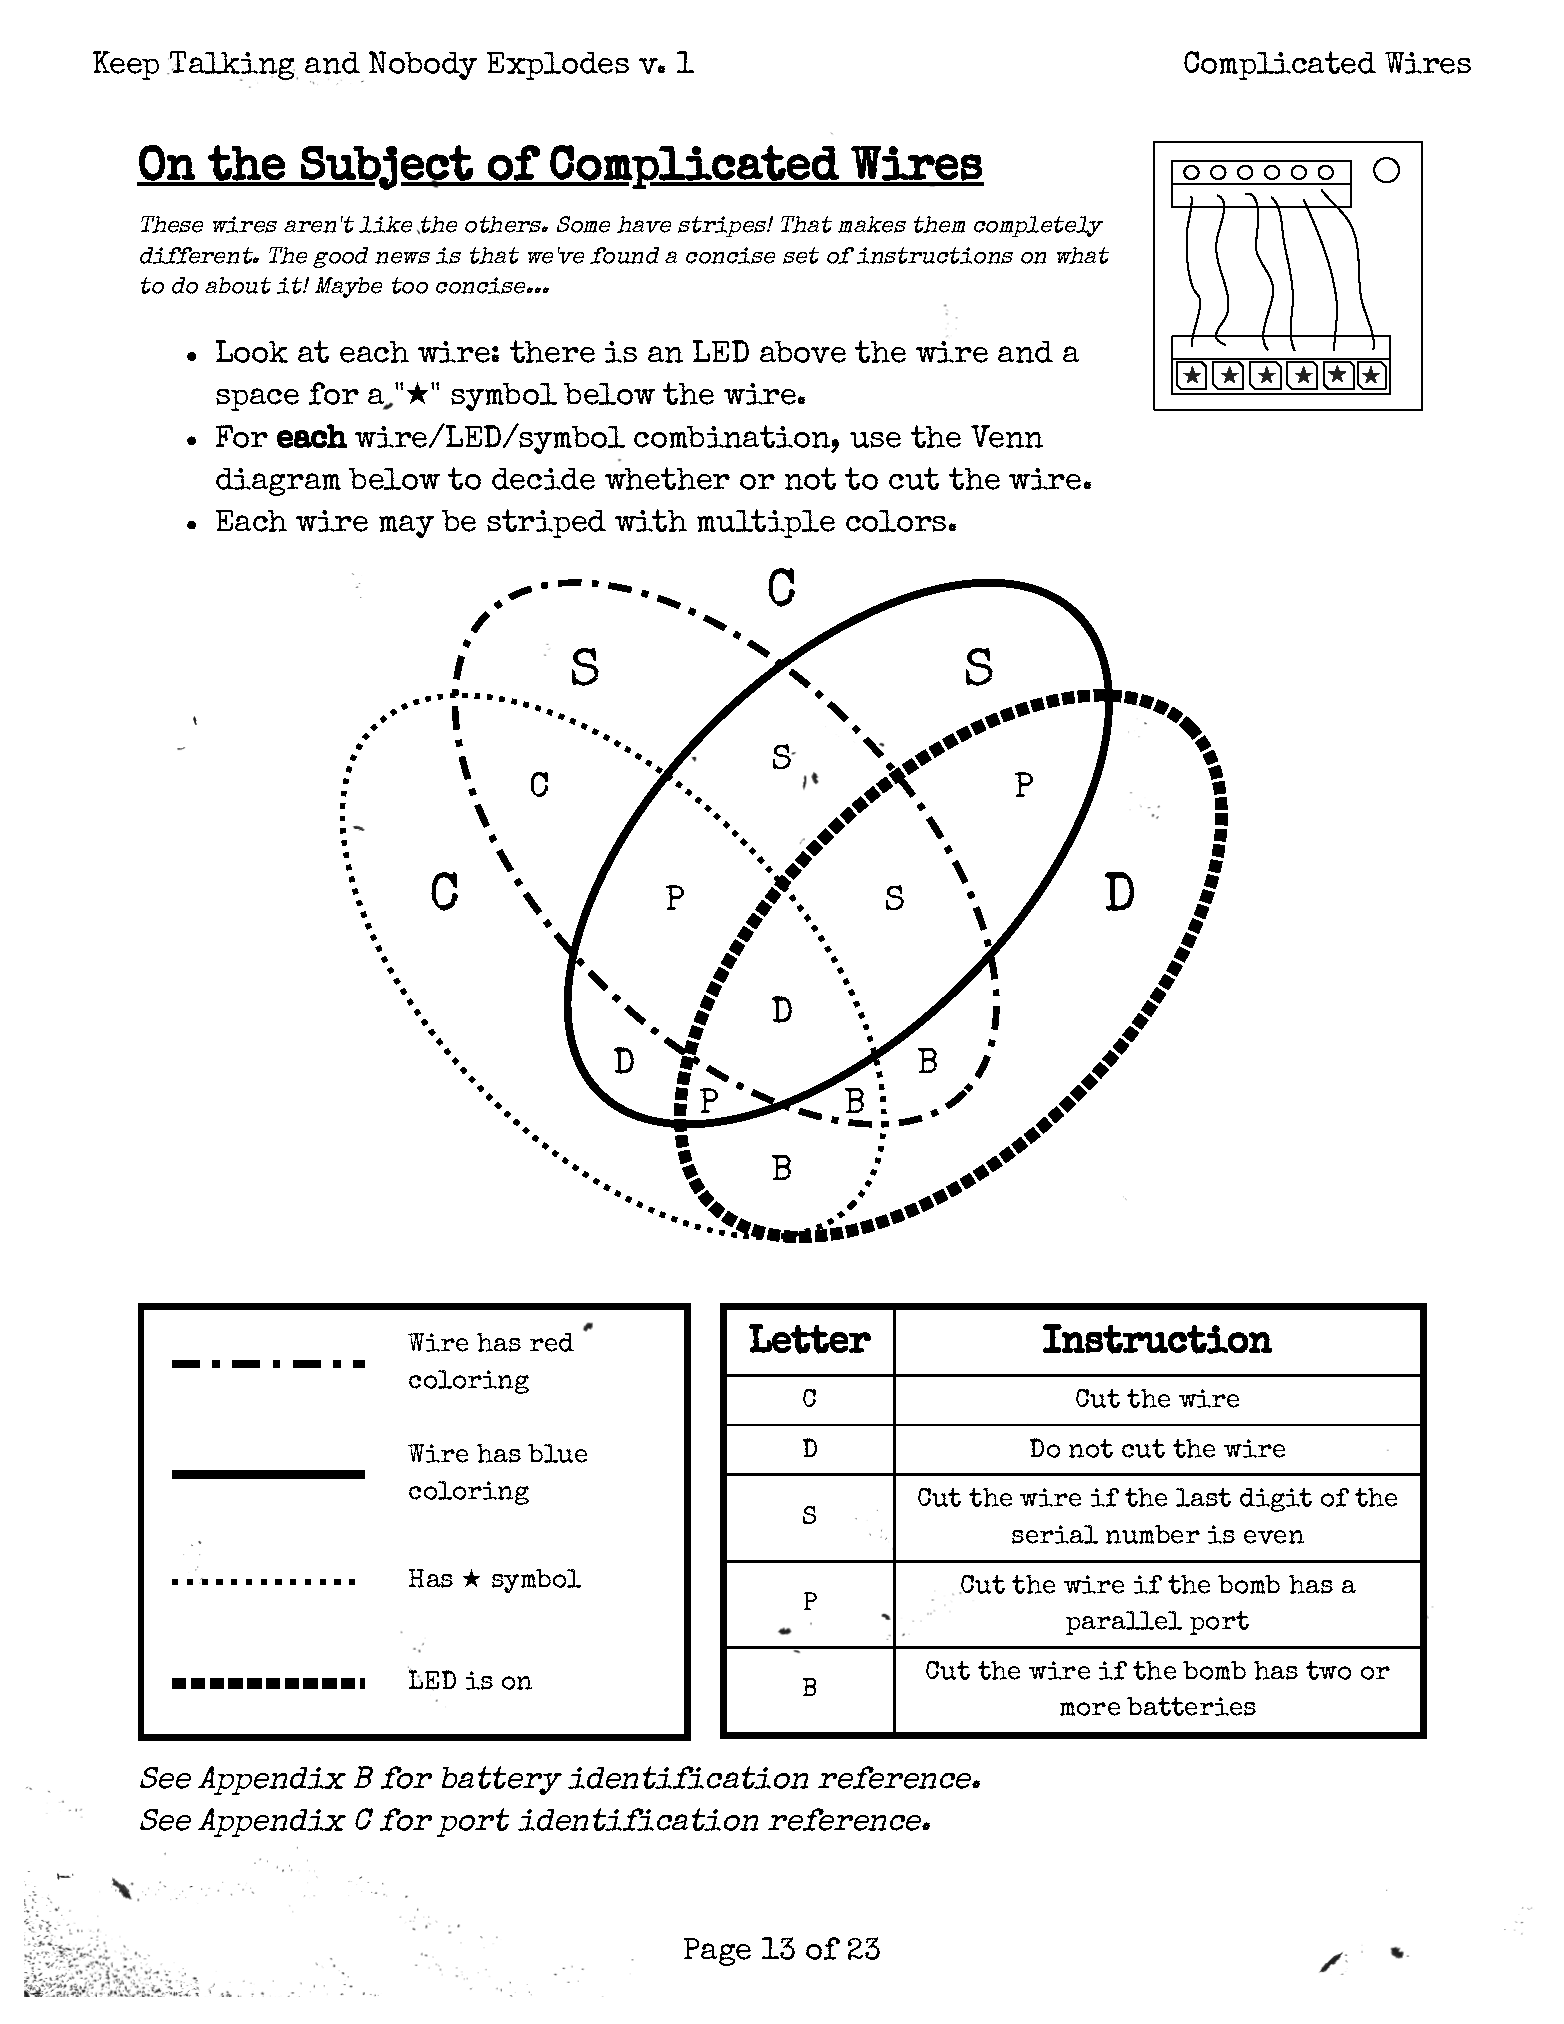 Keep Talking and Nobody Explodes v. 1
Complicated Wires
On the Subject of Complicated Wires
These wires aren't like the others. Some have stripes! That makes them completely
different. The good news is that we've found a concise set of instructions on what
to do about it! Maybe too concise...
• Look at each wire: there is an LED above the wire and a
space for a "★" symbol below the wire.
• For each wire/LED/symbol combination, use the Venn
diagram below to decide whether or not to cut the wire.
• Each wire may be striped with multiple colors.
★ ★ ★ ★ ★ ★
C
S
S
S
C
P
C
P
S
D
D
D
B
P
B
B
Wire has red
coloring
Wire has blue
coloring
Has ★ symbol
LED is on
Letter
Instruction
C
Cut the wire
D
Do not cut the wire
S
Cut the wire if the last digit of the
serial number is even
P
Cut the wire if the bomb has a
parallel port
B
Cut the wire if the bomb has two or
more batteries
See Appendix B for battery identification reference.
See Appendix C for port identification reference.
Page 13 of 23